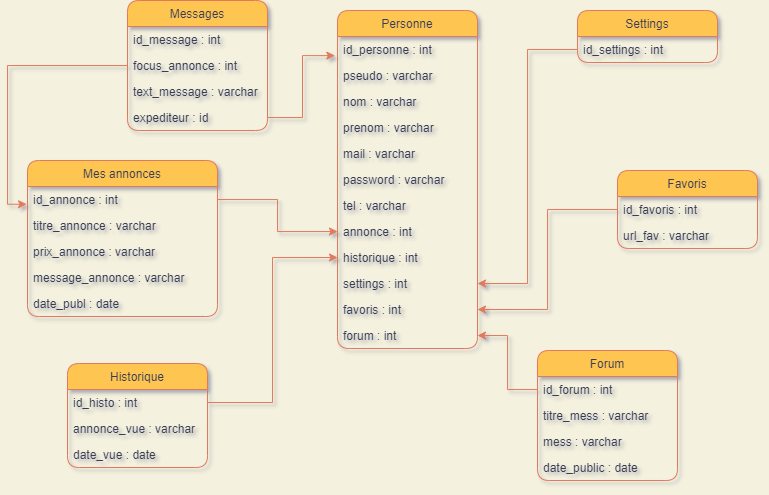 Messages
id_message : int
focus_annonce : int
text_message : varchar
expediteur : id
Personne
id_personne : int
pseudo : varchar
nom : varchar
prenom : varchar
mail : varchar
password : varchar
tel : varchar
annonce : int
historique : int
settings : int
favoris : int
forum : int
Settings
id_settings : int
Mes annonces
id_annonce : int
titre_annonce : varchar
prix_annonce : varchar
message_annonce : varchar
date_publ : date
Favoris
id_favoris : int
url_fav : varchar
Historique
id_histo : int
annonce_vue : varchar
date_vue : date
Forum
id_forum : int
titre_mess : varchar
mess : varchar
date_public : date